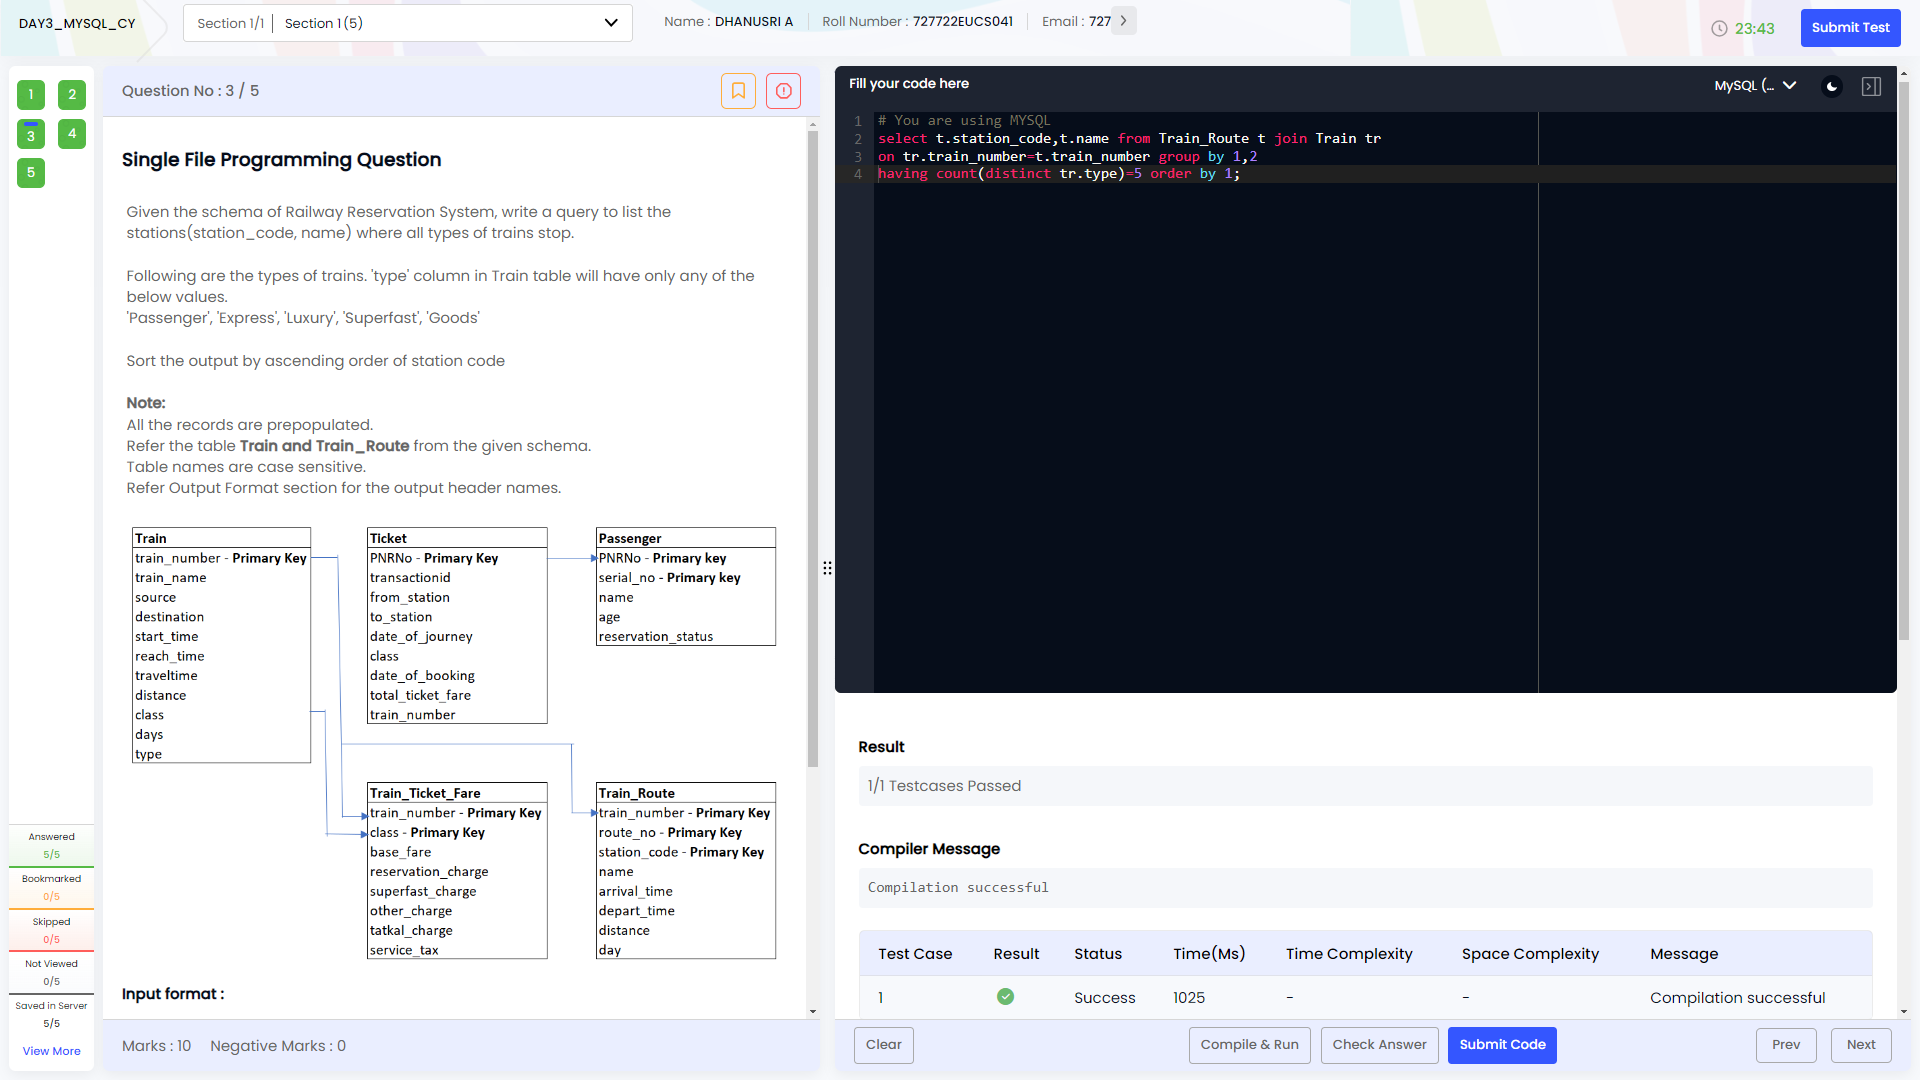 DAY3_MYSQL_CY
Section 1/1 | Section 1 (5)
Name : DHANUSRI A
Roll Number : 727722EUCS041
Email : 727
23:43
Submit Test
1 2
3 4
5
Question No : 3 / 5
Single File Programming Question
Given the schema of Railway Reservation System, write a query to list the
stations(station_code, name) where all types of trains stop.
Following are the types of trains. 'type' column in Train table will have only any of the
below values.
'Passenger', 'Express', 'Luxury', 'Superfast', 'Goods'
Sort the output by ascending order of station code
Note:
All the records are prepopulated.
Refer the table Train and Train_Route from the given schema.
Table names are case sensitive.
Refer Output Format section for the output header names.
Train
train_number - Primary Key
train_name
source
destination
start_time
reach_time
traveltime
distance
class
days
type
Ticket
PNRNo - Primary Key
transactionid
from_station
to_station
date_of_journey
class
date_of_booking
total_ticket_fare
train_number
Passenger
PNRNo - Primary key
serial_no - Primary key
name
age
reservation_status
Train_Ticket_Fare
train_number - Primary Key
class - Primary Key
base_fare
reservation_charge
superfast_charge
other_charge
tatkal_charge
service_tax
Train_Route
train_number - Primary Key
route_no - Primary Key
station_code - Primary Key
name
arrival_time
depart_time
distance
day
Input format :
Marks : 10 Negative Marks : 0
Answered
5/5
Bookmarked
0/5
Skipped
0/5
Not Viewed
0/5
Saved in Server
5/5
View More
Fill your code here
MySQL (...
1 # You are using MYSQL
2 select t.station_code,t.name from Train_Route t join Train tr
3 on tr.train_number=t.train_number group by 1,2
4 having count(distinct tr.type)=5 order by 1;
Result
1/1 Testcases Passed
Compiler Message
Compilation successful
Test Case Result Status Time(Ms) Time Complexity Space Complexity Message
1 Success 1025 - - Compilation successful
Clear
Compile & Run
Check Answer
Submit Code
Prev
Next